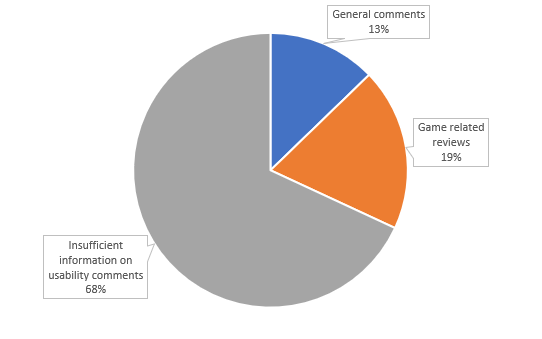 General comments
13%
Game related
reviews
19%
Insufficient
information on
usability comments
68%